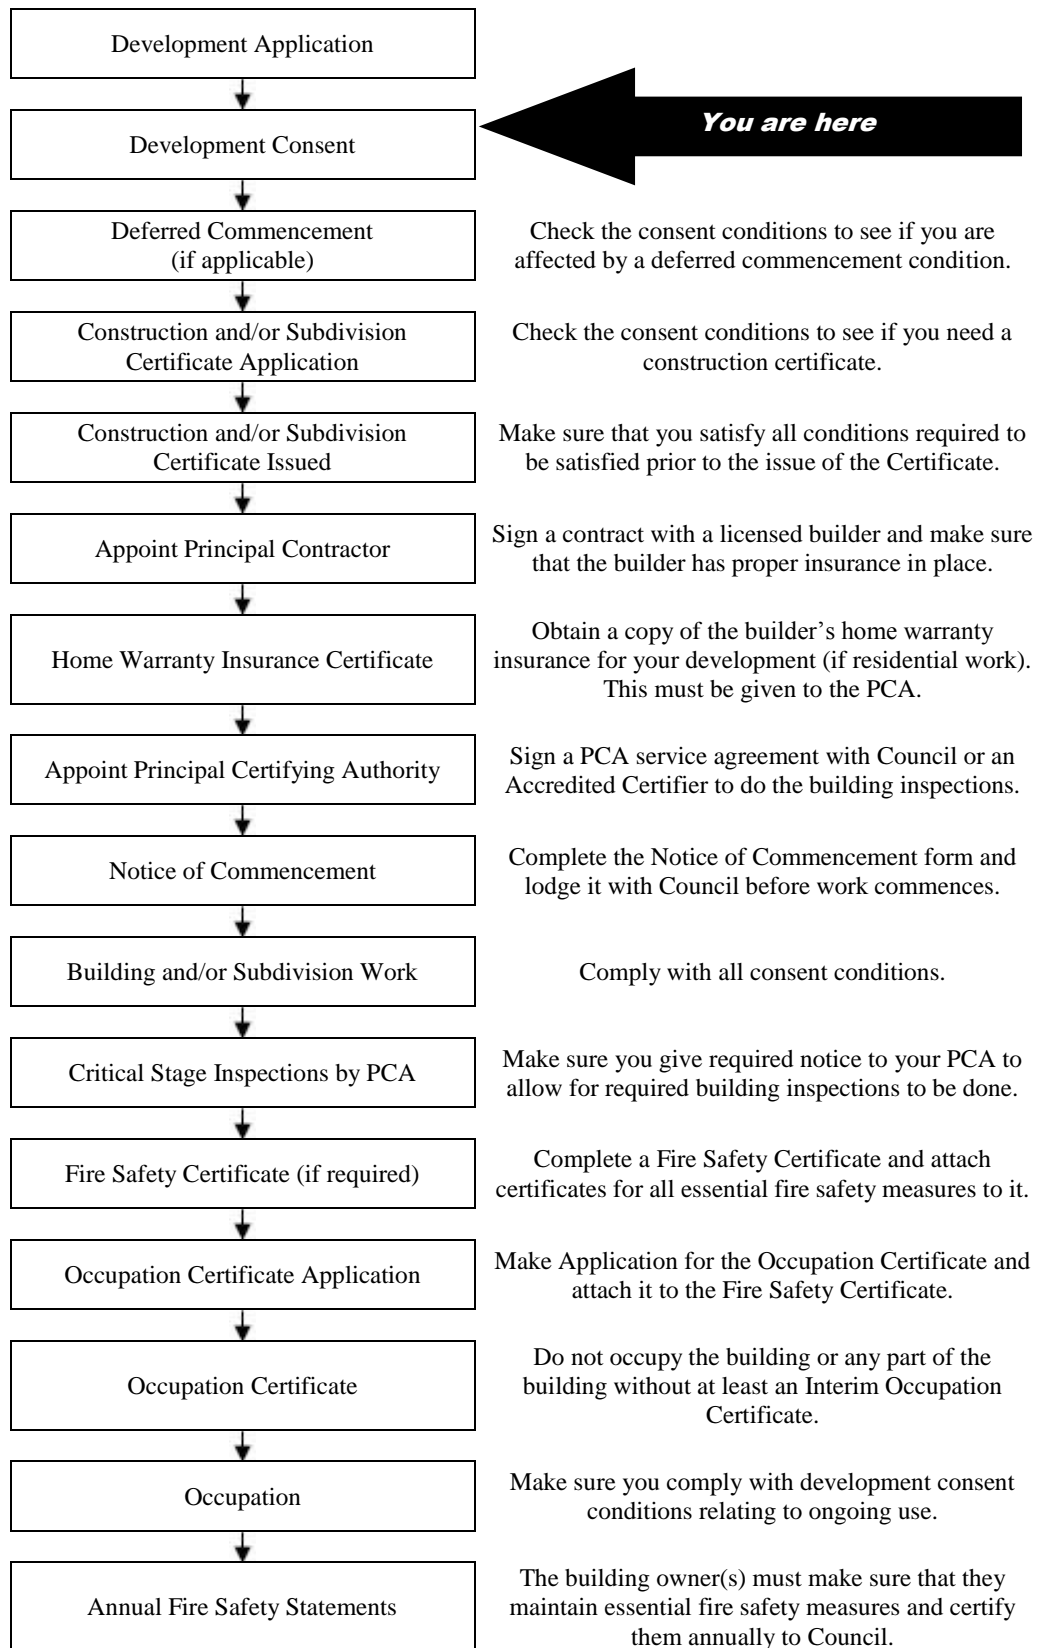 Development Application
You are here
Development Consent
Deferred Commencement
(if applicable)
Check the consent conditions to see if you are
affected by a deferred commencement condition.
Construction and/or Subdivision
Certificate Application
Check the consent conditions to see if you need a
construction certificate.
Construction and/or Subdivision
Certificate Issued
Make sure that you satisfy all conditions required to
be satisfied prior to the issue of the Certificate.
Appoint Principal Contractor
Sign a contract with a licensed builder and make sure
that the builder has proper insurance in place.
Home Warranty Insurance Certificate
Obtain a copy of the builder’s home warranty
insurance for your development (if residential work).
This must be given to the PCA.
Appoint Principal Certifying Authority
Sign a PCA service agreement with Council or an
Accredited Certifier to do the building inspections.
Notice of Commencement
Complete the Notice of Commencement form and
lodge it with Council before work commences.
Building and/or Subdivision Work
Comply with all consent conditions.
Critical Stage Inspections by PCA
Make sure you give required notice to your PCA to
allow for required building inspections to be done.
Fire Safety Certificate (if required)
Complete a Fire Safety Certificate and attach
certificates for all essential fire safety measures to it.
Occupation Certificate Application
Make Application for the Occupation Certificate and
attach it to the Fire Safety Certificate.
Occupation Certificate
Do not occupy the building or any part of the
building without at least an Interim Occupation
Certificate.
Occupation
Make sure you comply with development consent
conditions relating to ongoing use.
Annual Fire Safety Statements
The building owner(s) must make sure that they
maintain essential fire safety measures and certify
them annually to Council.